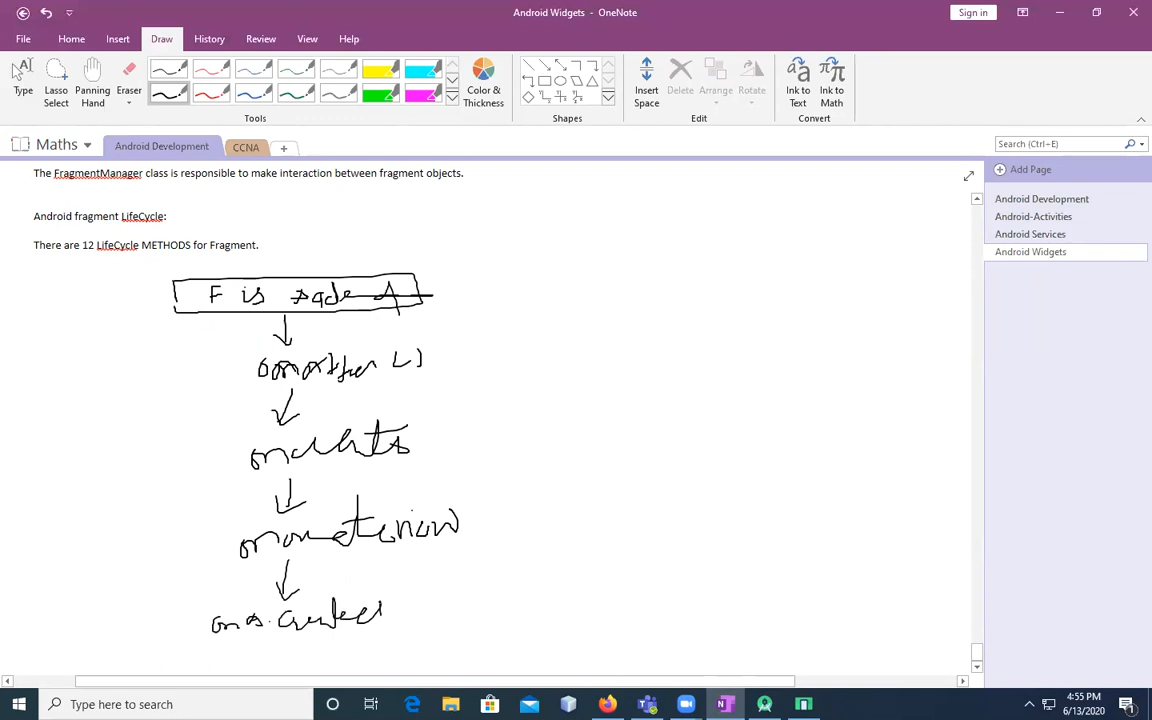 Android Widgets - OneNote
Sign in
File Home Insert Draw History Review View Help
Type
Lasso Select
Panning Hand
Eraser
Color & Thickness
Insert Space
Delete
Arrange
Rotate
Ink to Text
Ink to Math
Tools
Shapes
Edit
Convert
Maths
Android Development
CCNA
Search (Ctrl+E)
The FragmentManager class is responsible to make interaction between fragment objects.
Android fragment LifeCycle:
There are 12 LifeCycle METHODS for Fragment.
F is
Add Page
Android Development
Android-Activities
Android Services
Android Widgets
Type here to search
4:55 PM
6/13/2020
1